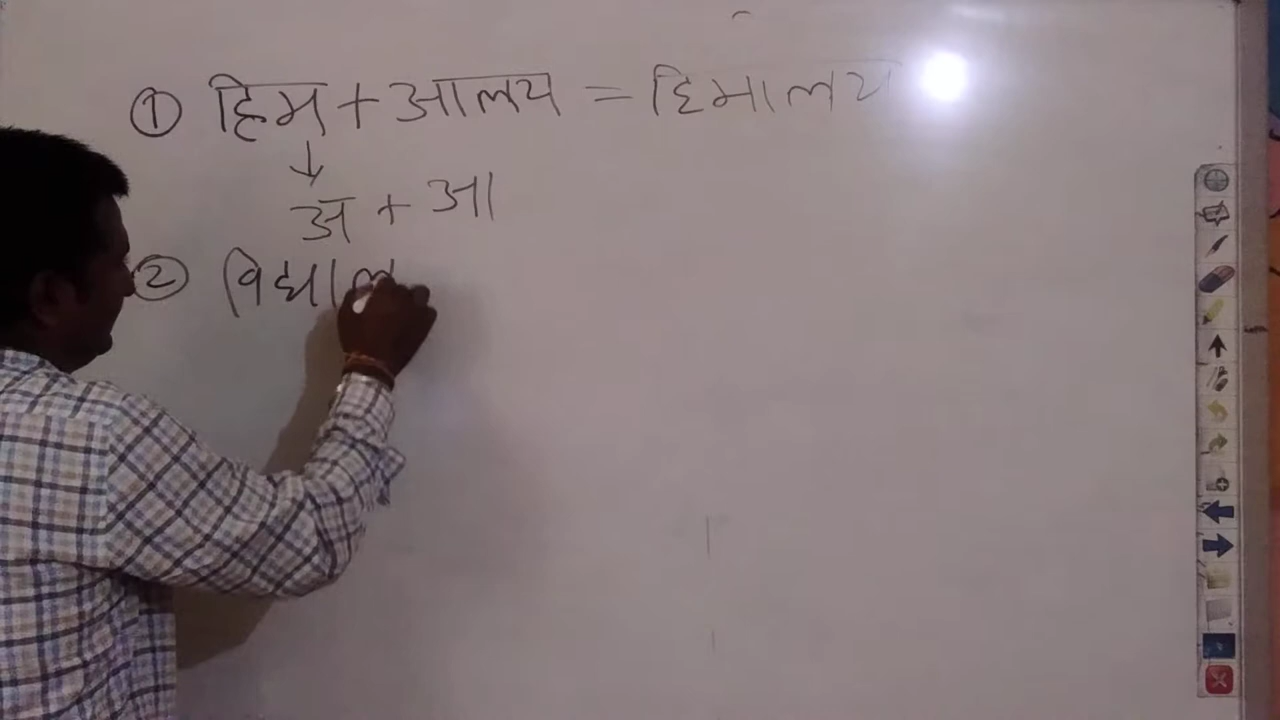 ① हिम + आलय = हिमालय
↓
अ + आ
② विद्याल